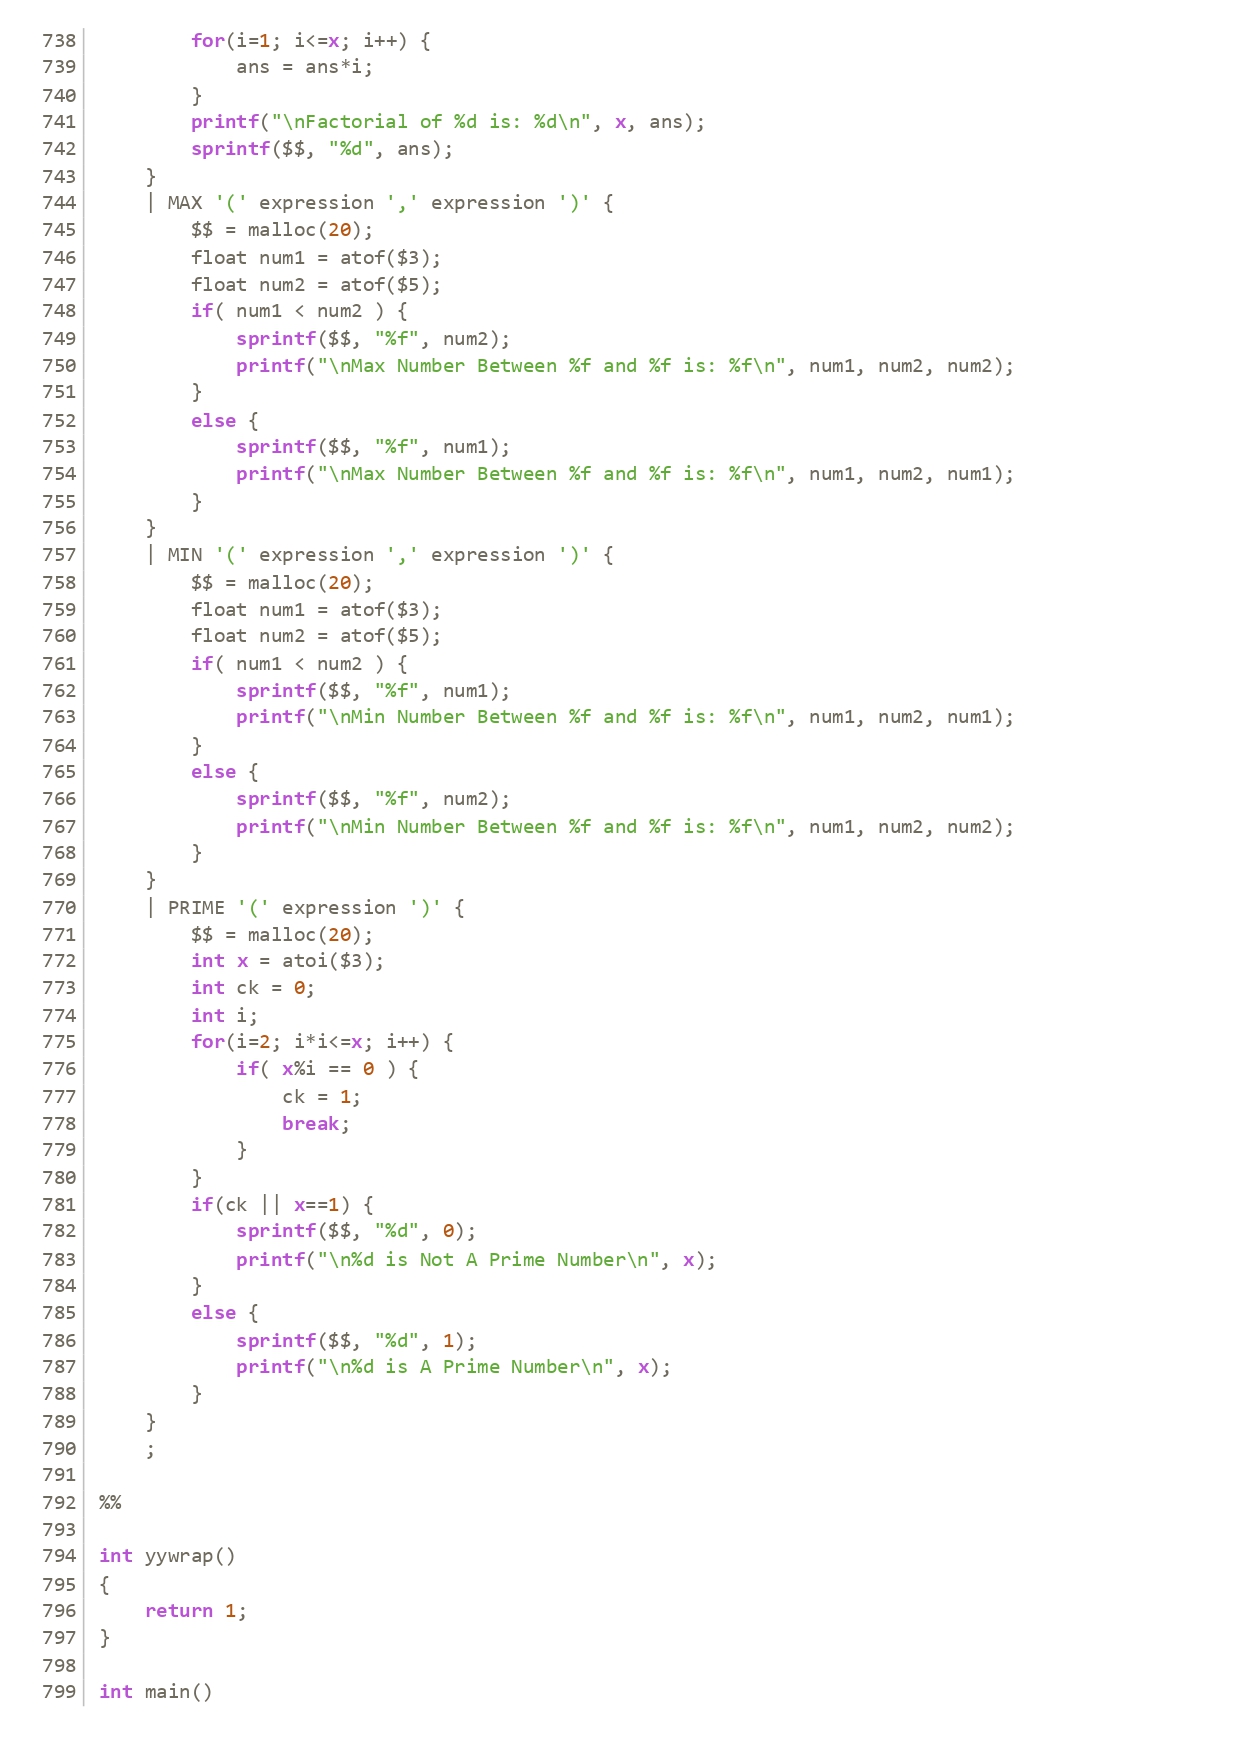 738         for(i=1; i<=x; i++) {
739             ans = ans*i;
740         }
741         printf("\nFactorial of %d is: %d\n", x, ans);
742         sprintf($$, "%d", ans);
743     }
744     | MAX '(' expression ',' expression ')' {
745         $$ = malloc(20);
746         float num1 = atof($3);
747         float num2 = atof($5);
748         if( num1 < num2 ) {
749             sprintf($$, "%f", num2);
750             printf("\nMax Number Between %f and %f is: %f\n", num1, num2, num2);
751         }
752         else {
753             sprintf($$, "%f", num1);
754             printf("\nMax Number Between %f and %f is: %f\n", num1, num2, num1);
755         }
756     }
757     | MIN '(' expression ',' expression ')' {
758         $$ = malloc(20);
759         float num1 = atof($3);
760         float num2 = atof($5);
761         if( num1 < num2 ) {
762             sprintf($$, "%f", num1);
763             printf("\nMin Number Between %f and %f is: %f\n", num1, num2, num1);
764         }
765         else {
766             sprintf($$, "%f", num2);
767             printf("\nMin Number Between %f and %f is: %f\n", num1, num2, num2);
768         }
769     }
770     | PRIME '(' expression ')' {
771         $$ = malloc(20);
772         int x = atoi($3);
773         int ck = 0;
774         int i;
775         for(i=2; i*i<=x; i++) {
776             if( x%i == 0 ) {
777                 ck = 1;
778                 break;
779             }
780         }
781         if(ck || x==1) {
782             sprintf($$, "%d", 0);
783             printf("\n%d is Not A Prime Number\n", x);
784         }
785         else {
786             sprintf($$, "%d", 1);
787             printf("\n%d is A Prime Number\n", x);
788         }
789     }
790     ;
791
792 %%
793
794 int yywrap()
795 {
796     return 1;
797 }
798
799 int main()